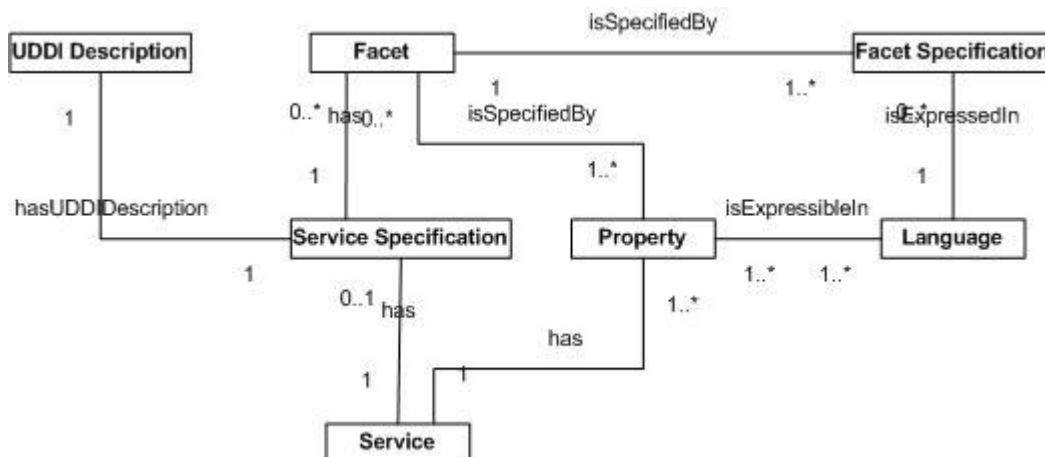 isSpecifiedBy
UDDI Description
Facet
Facet Specification
1
0..*
has
0..*
isSpecifiedBy
1
1..*
0..*
isExpressedIn
1
1..*
1
hasUDDIDescription
isExpressibleIn
Service Specification
Property
Language
1
0..1
has
1..*
1..*
1..*
has
1
1
Service